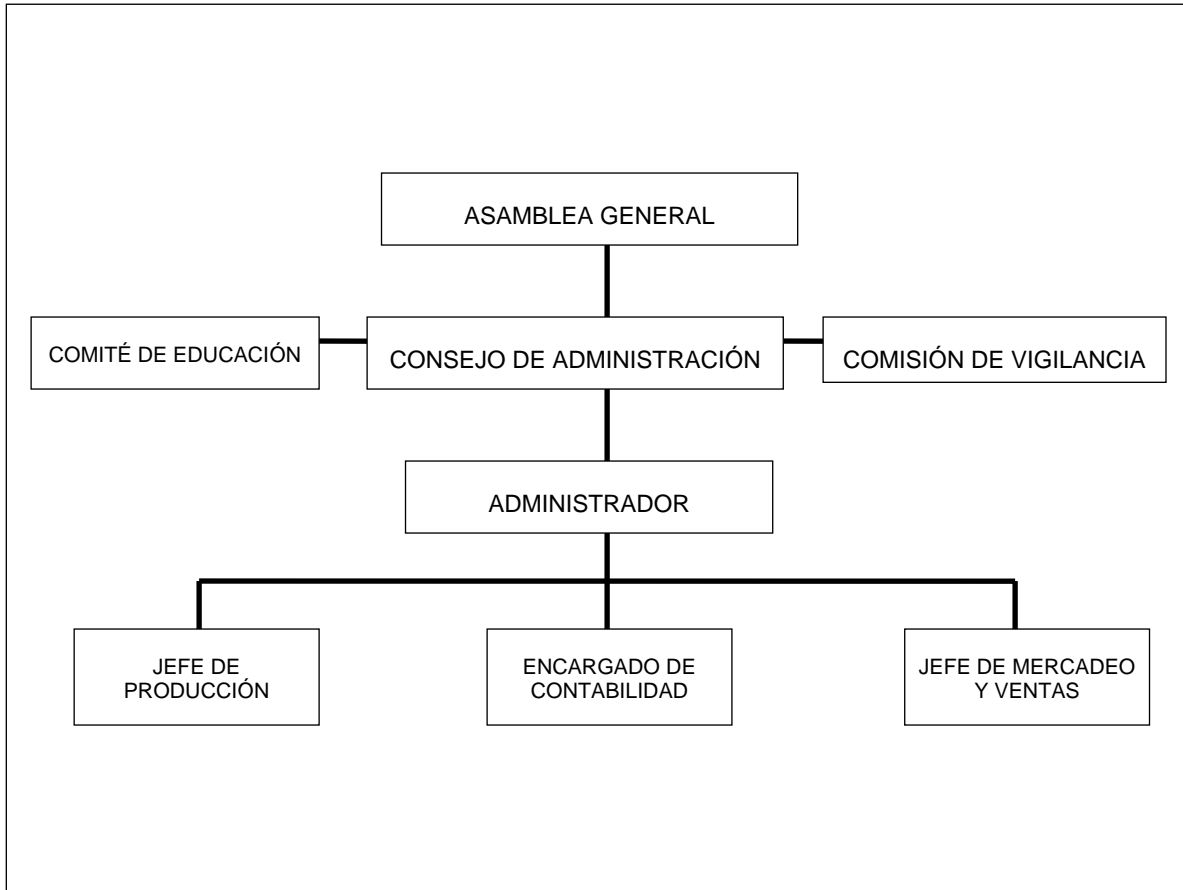 ASAMBLEA GENERAL
COMITÉ DE EDUCACIÓN
CONSEJO DE ADMINISTRACIÓN
COMISIÓN DE VIGILANCIA
ADMINISTRADOR
JEFE DE
PRODUCCIÓN
ENCARGADO DE
CONTABILIDAD
JEFE DE MERCADEO
Y VENTAS